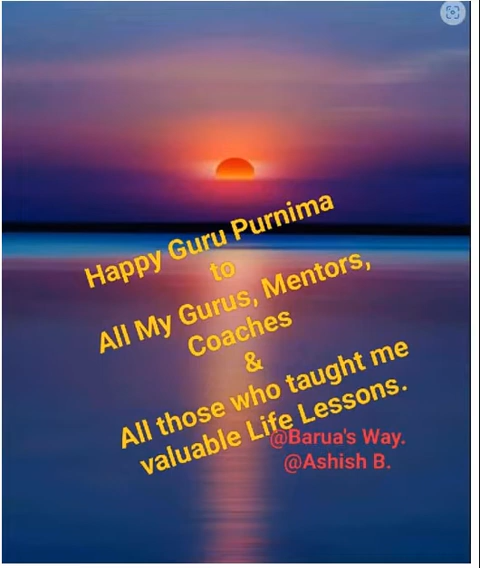 Happy Guru Purnima
to
All My Gurus, Mentors,
Coaches
&
All those who taught me
valuable Life Lessons.
@Barua's Way.
@Ashish B.